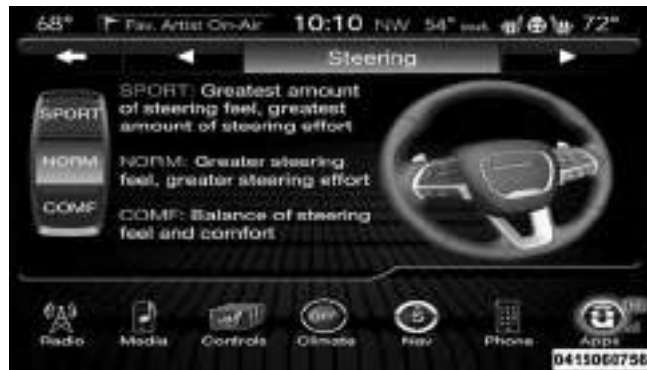 68° Fav. Artist On-Air 10:10 NW 54° 72°
Steering
SPORT
NORM
COMF
SPORT: Greatest amount
of steering feel, greatest
amount of steering effort
NORM: Greater steering
feel, greater steering effort
COMF: Balance of steering
feel and comfort
OFF
S
Radio Media Controls Climate Nav Phone Apps
0415060756